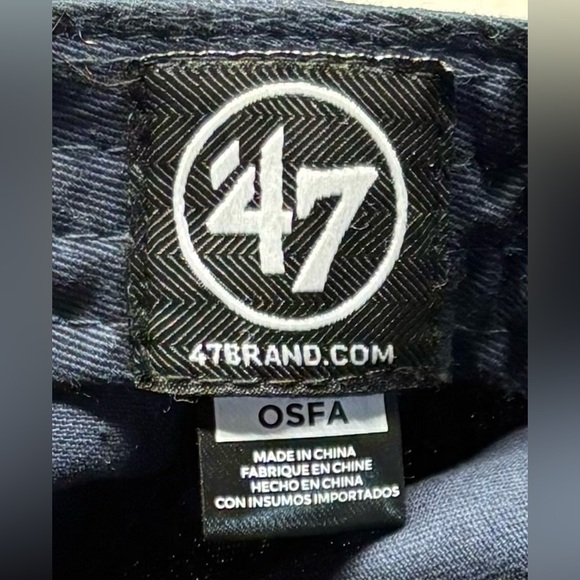 '47
47BRAND.COM
OSFA
MADE IN CHINA
FABRIQUE EN CHINE
HECHO EN CHINA
CON INSUMOS IMPORTADOS